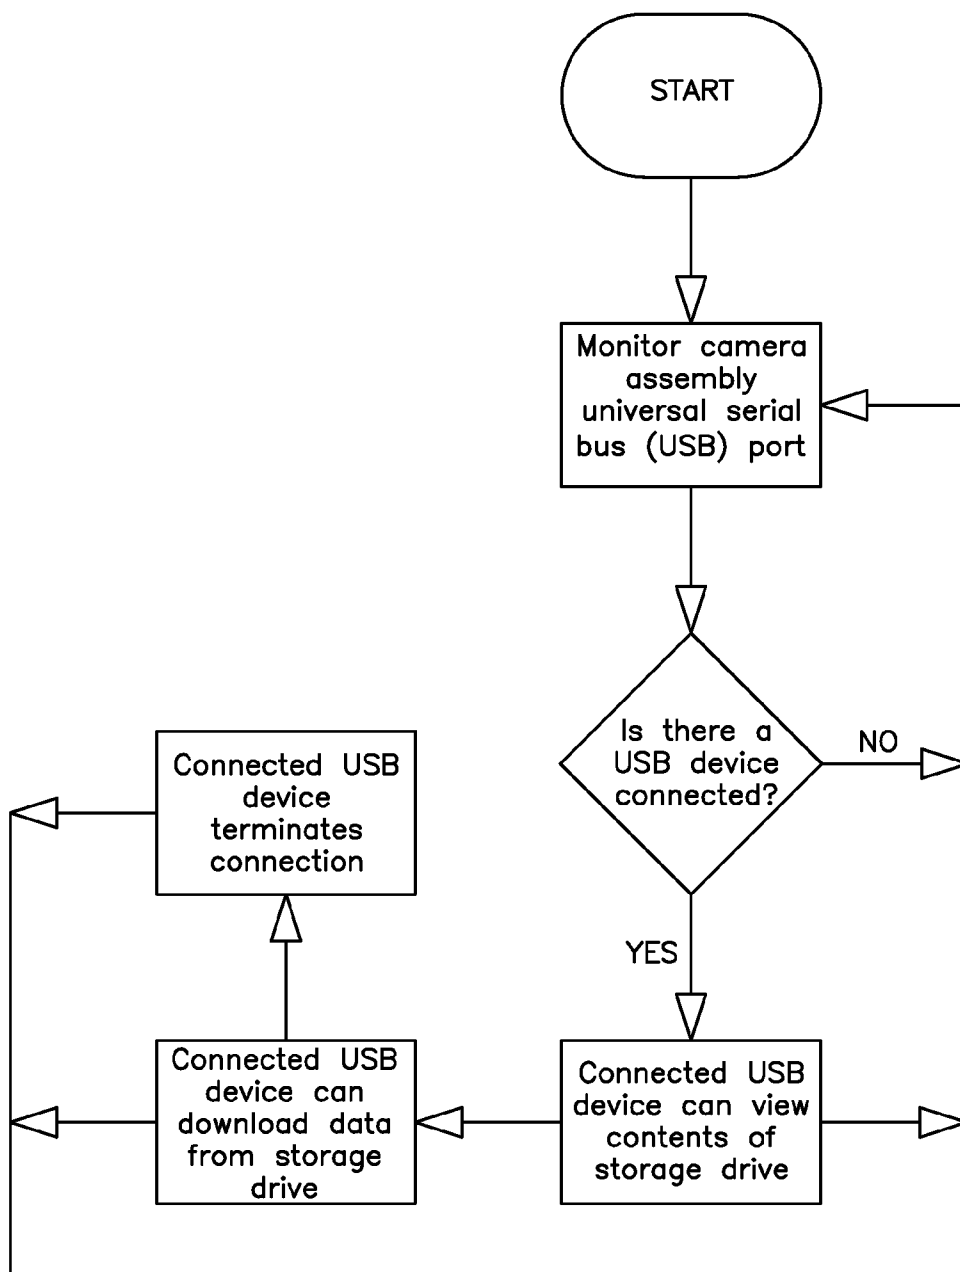 START
Monitor camera
assembly
universal serial
bus (USB) port
Is there a
USB device
connected?
NO
YES
Connected USB
device
terminates
connection
Connected USB
device can
download data
from storage
drive
Connected USB
device can view
contents of
storage drive